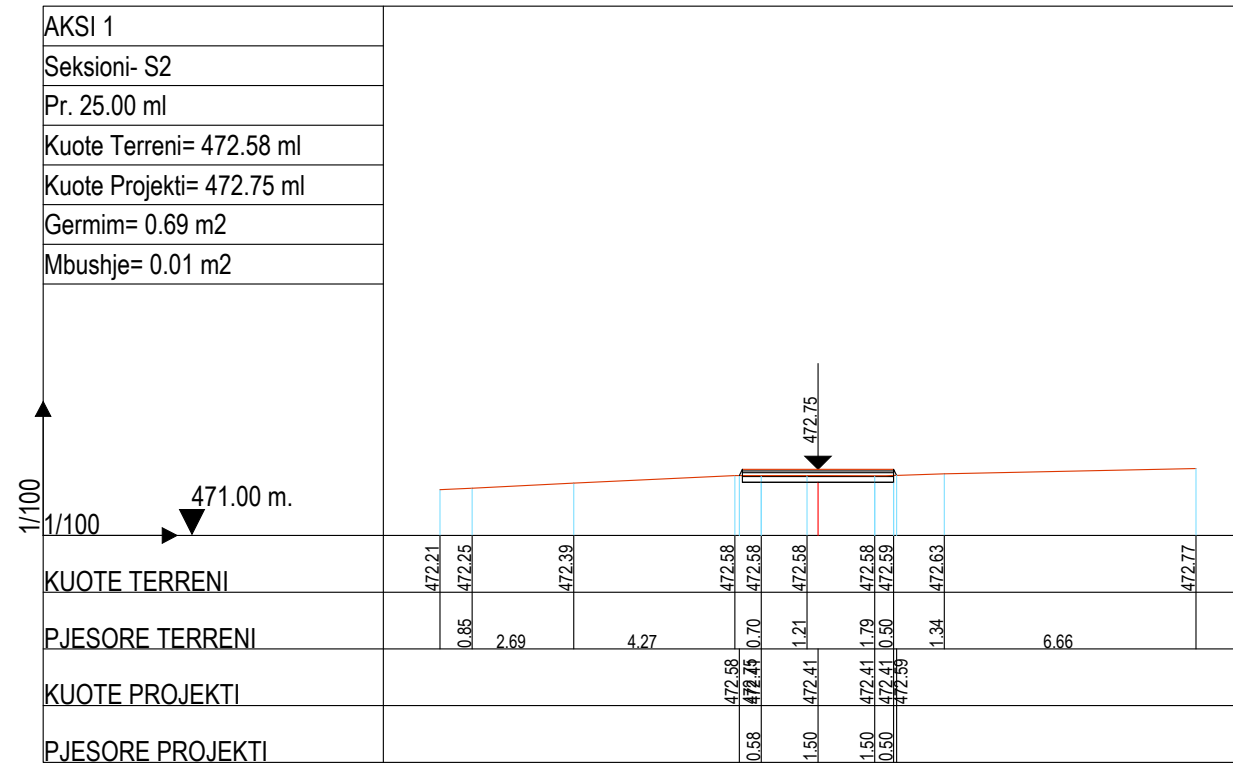 AKSI 1
Seksioni- S2
Pr. 25.00 ml
Kuote Terreni= 472.58 ml
Kuote Projekti= 472.75 ml
Germim= 0.69 m2
Mbushje= 0.01 m2
472.75
471.00 m.
1/100
1/100
KUOTE TERRENI 472.21 472.25 472.39 472.58 472.58 472.58 472.58 472.59 472.63 472.77
PJESORE TERRENI 0.85 2.69 4.27 0.70 1.21 1.79 0.50 1.34 6.66
KUOTE PROJEKTI 472.58 472.75 472.41 472.41 472.41 472.41 472.59
PJESORE PROJEKTI 0.58 1.50 1.50 0.50